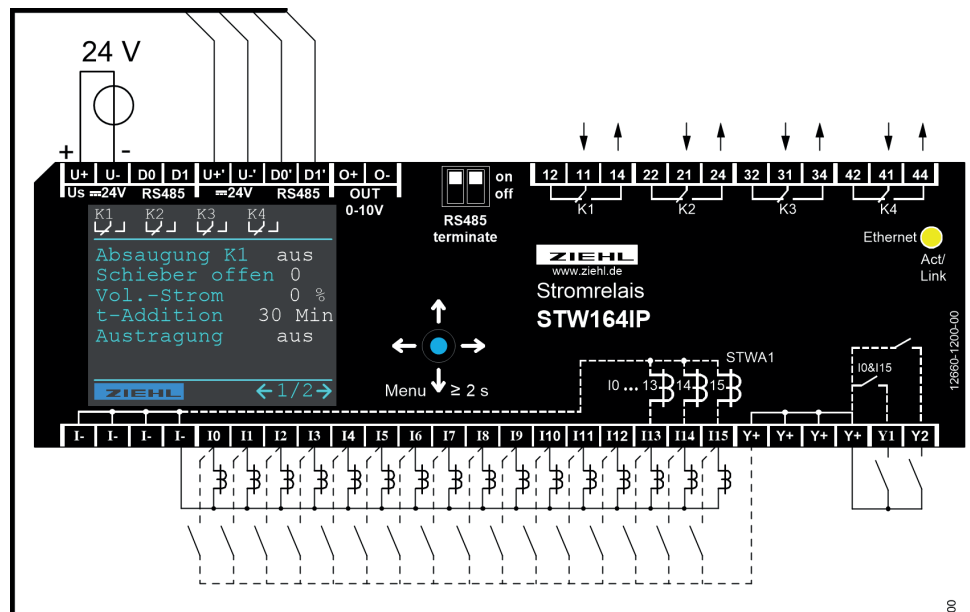 24 V
+ -
U+ U- D0 D1 U+' U-' D0' D1' O+ O-
Us ⎓24V RS485 ⎓24V RS485 OUT
0-10V
on
off
RS485
terminate
12 11 14 22 21 24 32 31 34 42 41 44
K1 K2 K3 K4
K1 K2 K3 K4
Absaugung K1 aus
Schieber offen 0
Vol.-Strom 0 %
t-Addition 30 Min
Austragung aus
ZIEHL ←1/2→
Menu ≥ 2 s
ZIEHL
www.ziehl.de
Stromrelais
STW164IP
Ethernet
Act/
Link
12660-1200-00
STWA1
I0 ... 13 14 15
I0&I15
I- I- I- I- I0 I1 I2 I3 I4 I5 I6 I7 I8 I9 I10 I11 I12 I13 I14 I15 Y+ Y+ Y+ Y+ Y1 Y2
00